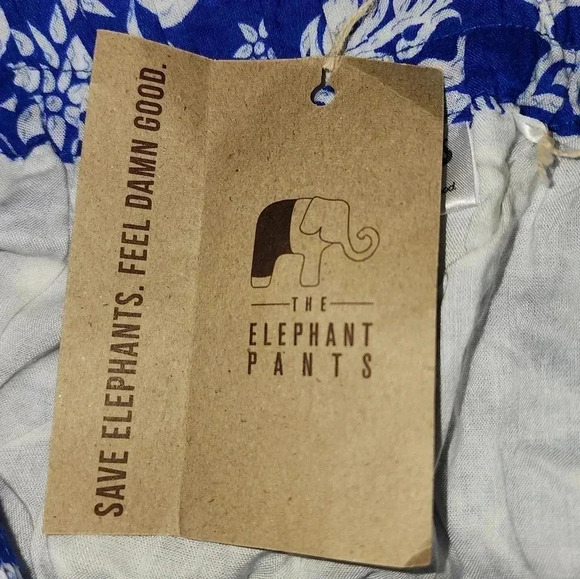 SAVE ELEPHANTS. FEEL DAMN GOOD.
THE
ELEPHANT
PANTS